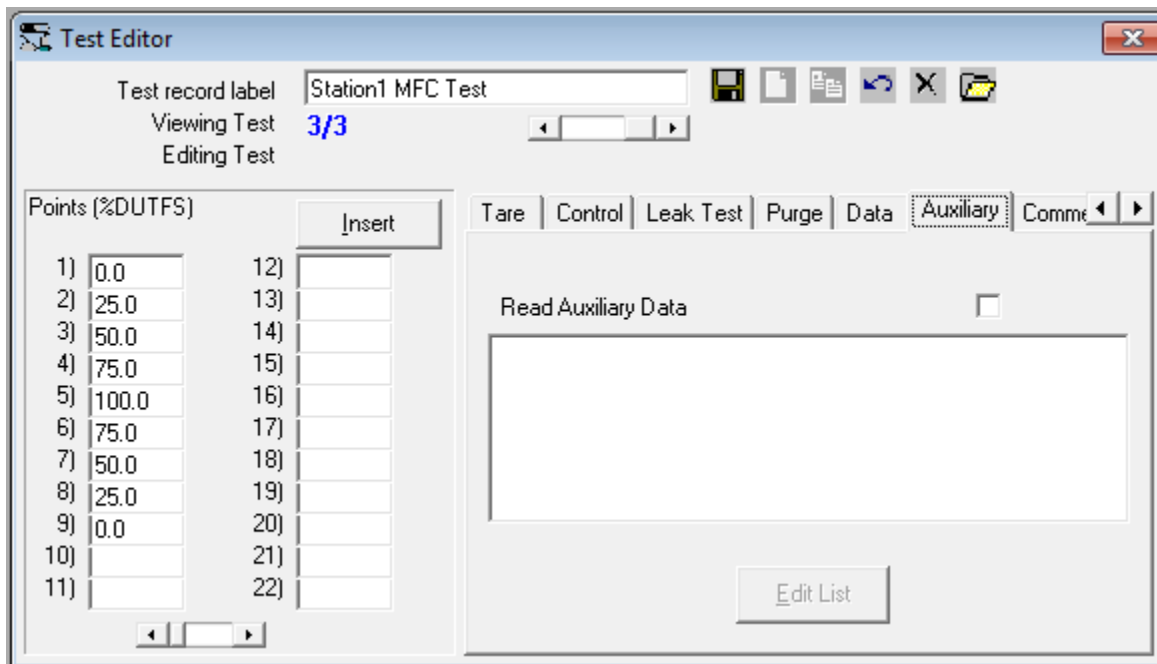 Test Editor
Test record label Station1 MFC Test
Viewing Test 3/3
Editing Test
Points (%DUTFS)
Insert
1) 0.0
2) 25.0
3) 50.0
4) 75.0
5) 100.0
6) 75.0
7) 50.0
8) 25.0
9) 0.0
10)
11)
12)
13)
14)
15)
16)
17)
18)
19)
20)
21)
22)
Tare Control Leak Test Purge Data Auxiliary Comme
Read Auxiliary Data
Edit List